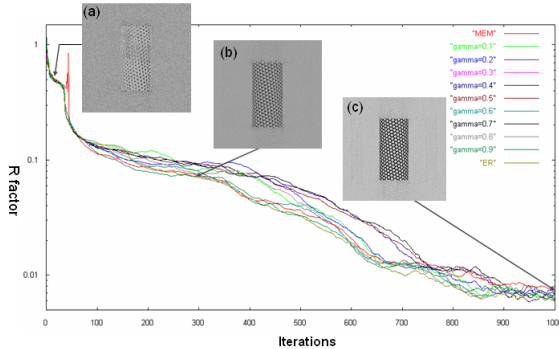 (a)
(b)
(c)
"MEM"
"gamma=0.1"
"gamma=0.2"
"gamma=0.3"
"gamma=0.4"
"gamma=0.5"
"gamma=0.6"
"gamma=0.7"
"gamma=0.8"
"gamma=0.9"
"ER"
R factor
1
0.1
0.01
0 100 200 300 400 500 600 700 800 900 1000
Iterations